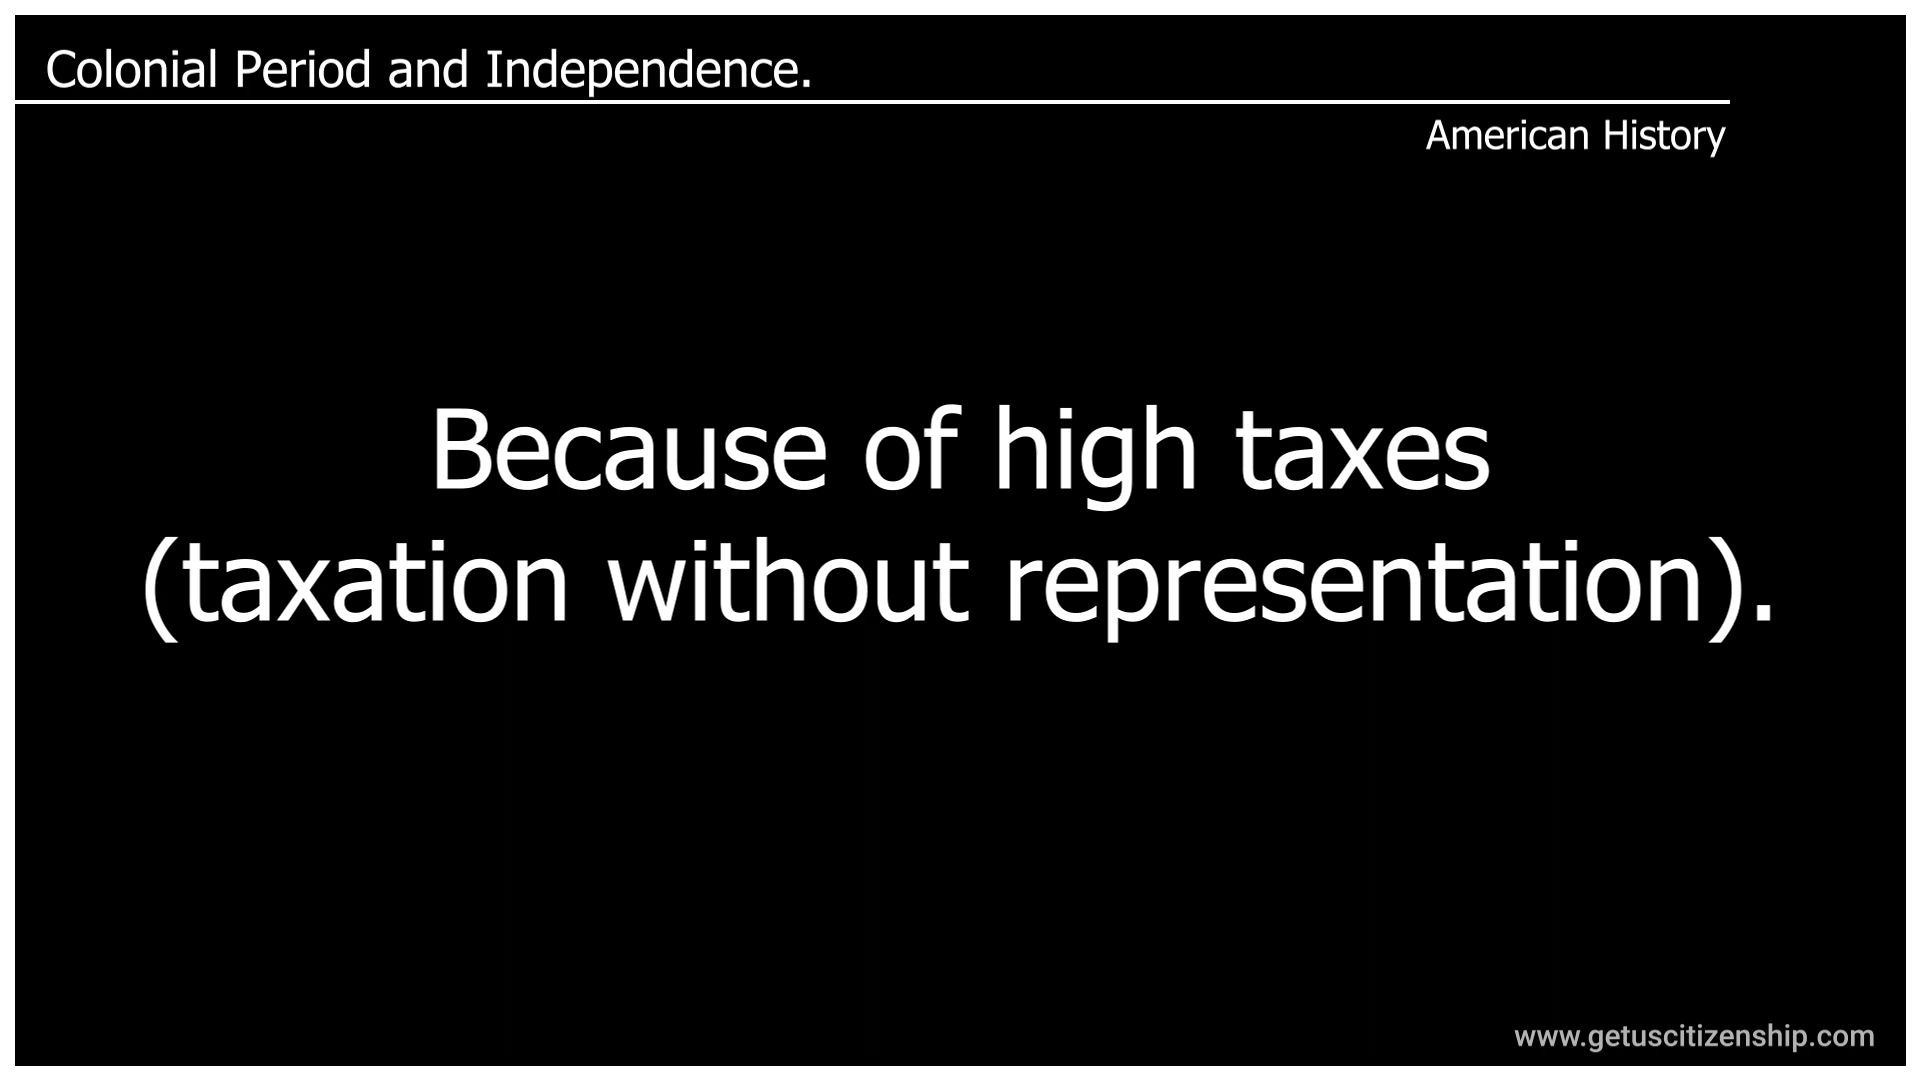 Colonial Period and Independence.
American History
Because of high taxes
(taxation without representation).
www.getuscitizenship.com